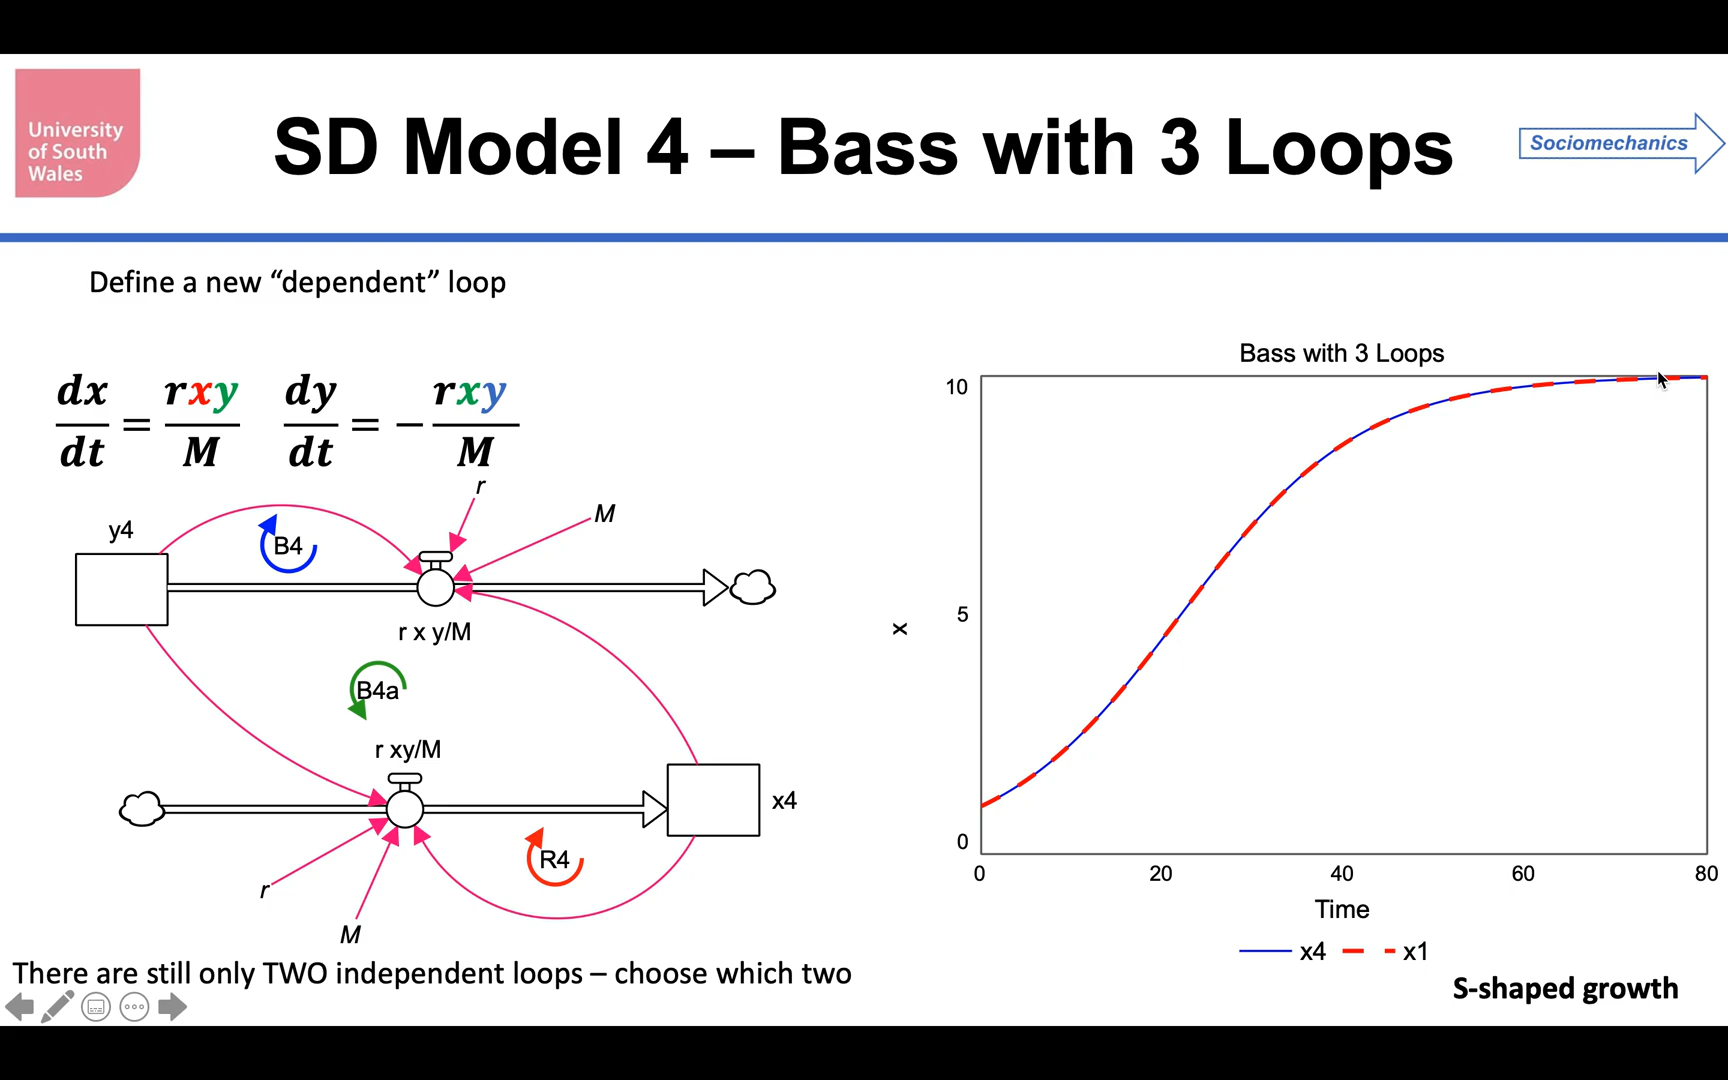 University
of South
Wales
SD Model 4 – Bass with 3 Loops
Sociomechanics
Define a new “dependent” loop
dx/dt = rxy/M dy/dt = − rxy/M
r
M
y4
B4
r x y/M
B4a
r xy/M
x4
R4
r
M
There are still only TWO independent loops – choose which two
Bass with 3 Loops
10
5
0
x
0 20 40 60 80
Time
x4 x1
S-shaped growth